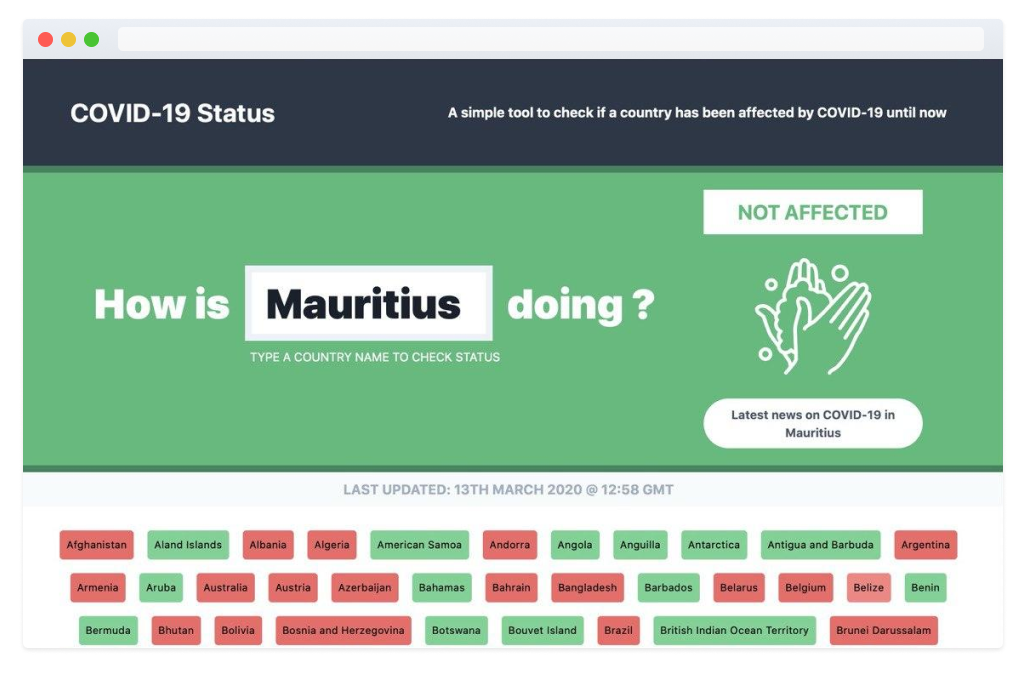 COVID-19 Status
A simple tool to check if a country has been affected by COVID-19 until now
NOT AFFECTED
How is Mauritius doing ?
TYPE A COUNTRY NAME TO CHECK STATUS
Latest news on COVID-19 in
Mauritius
LAST UPDATED: 13TH MARCH 2020 @ 12:58 GMT
Afghanistan Aland Islands Albania Algeria American Samoa Andorra Angola Anguilla Antarctica Antigua and Barbuda Argentina
Armenia Aruba Australia Austria Azerbaijan Bahamas Bahrain Bangladesh Barbados Belarus Belgium Belize Benin
Bermuda Bhutan Bolivia Bosnia and Herzegovina Botswana Bouvet Island Brazil British Indian Ocean Territory Brunei Darussalam